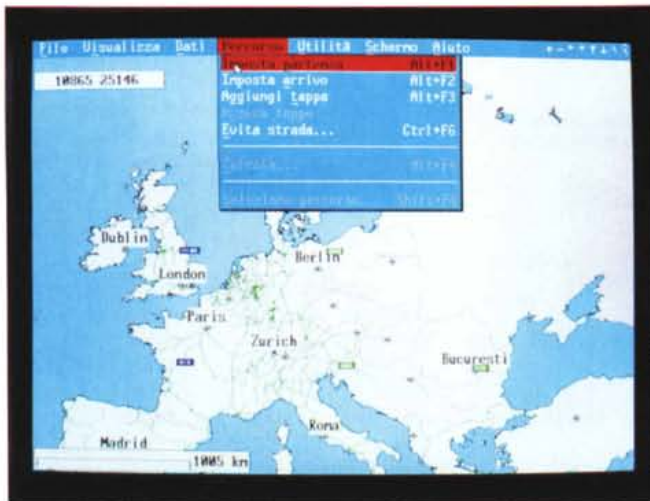 File Visualizza Dati Percorso Utilità Schermo Aiuto
10865 25146
Imposta partenza Alt+F1
Imposta arrivo Alt+F2
Aggiungi tappa Alt+F3
Evita strada... Ctrl+F6
Dublin
London
Berlin
Paris
Zurich
Bucuresti
Roma
Madrid
1005 km